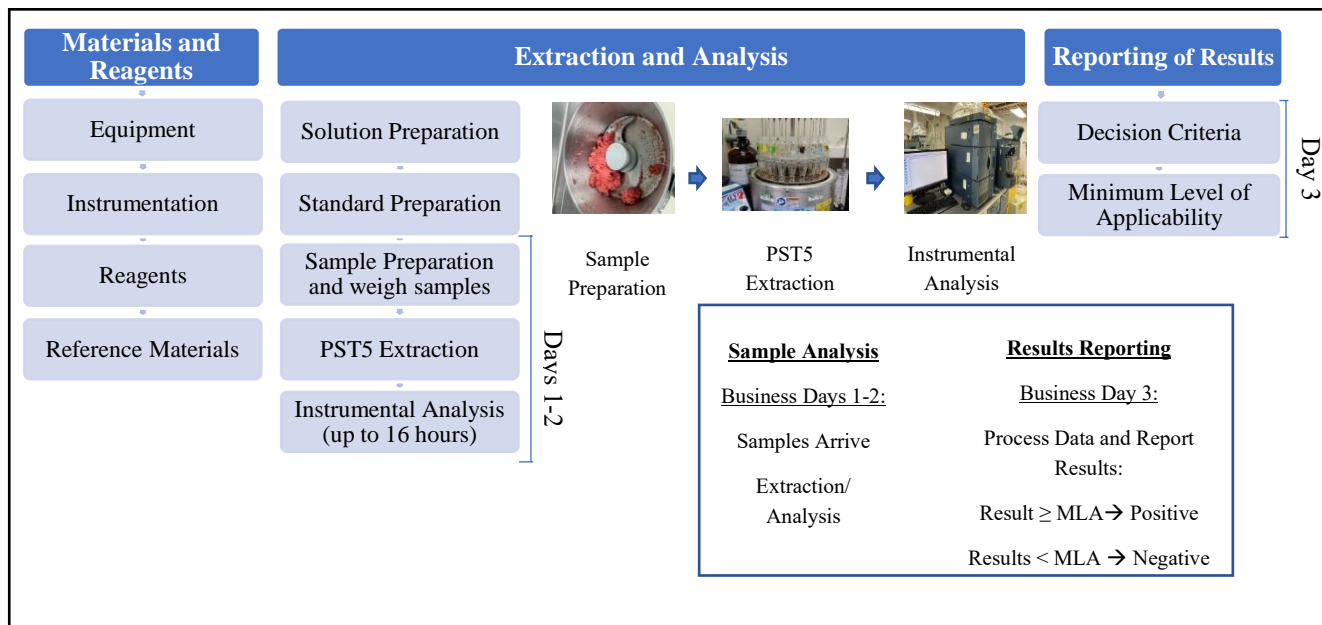 Materials and
Reagents
Equipment
Instrumentation
Reagents
Reference Materials
Extraction and Analysis
Solution Preparation
Standard Preparation
Sample Preparation
and weigh samples
PST5 Extraction
Instrumental Analysis
(up to 16 hours)
Days 1-2
Sample
Preparation
PST5
Extraction
Instrumental
Analysis
Reporting of Results
Decision Criteria
Minimum Level of
Applicability
Day 3
Sample Analysis
Business Days 1-2:
Samples Arrive
Extraction/
Analysis
Results Reporting
Business Day 3:
Process Data and Report
Results:
Result ≥ MLA→ Positive
Results < MLA → Negative